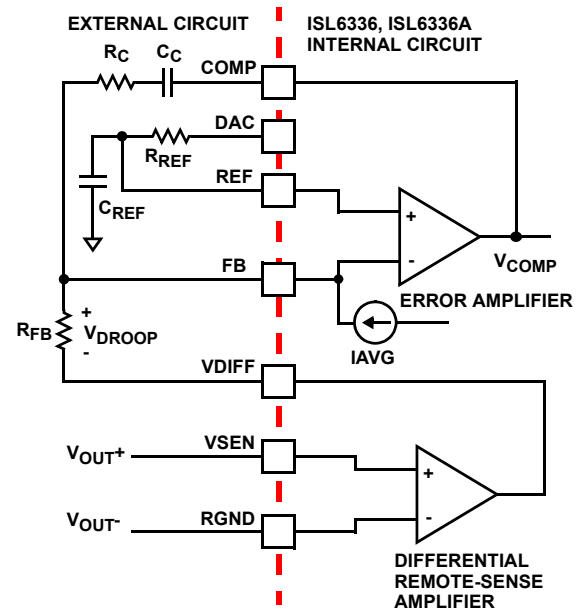 EXTERNAL CIRCUIT
ISL6336, ISL6336A
INTERNAL CIRCUIT
RC
CC
COMP
DAC
RREF
REF
CREF
+
-
VCOMP
FB
ERROR AMPLIFIER
IAVG
RFB
+
VDROOP
-
VDIFF
VOUT+
VSEN
+
VOUT-
RGND
-
DIFFERENTIAL
REMOTE-SENSE
AMPLIFIER